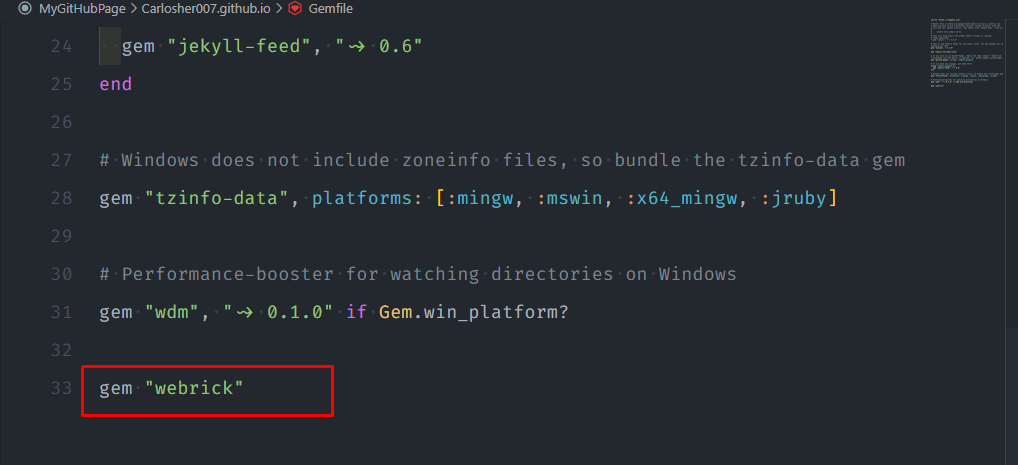 MyGitHubPage > Carlosher007.github.io > Gemfile
24 gem "jekyll-feed", "~> 0.6"
25 end
26
27 # Windows does not include zoneinfo files, so bundle the tzinfo-data gem
28 gem "tzinfo-data", platforms: [:mingw, :mswin, :x64_mingw, :jruby]
29
30 # Performance-booster for watching directories on Windows
31 gem "wdm", "~> 0.1.0" if Gem.win_platform?
32
33 gem "webrick"